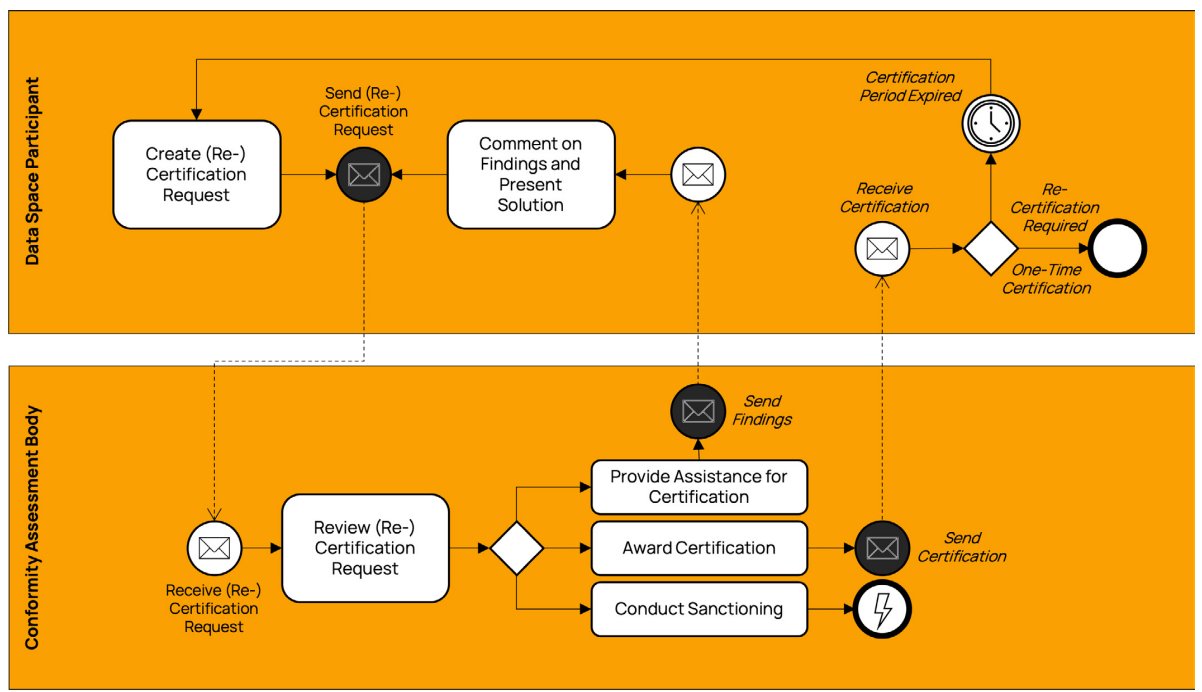 Data Space Participant
Certification
Period Expired
Send (Re-)
Certification
Request
Create (Re-)
Certification
Request
Comment on
Findings and
Present
Solution
Receive
Certification
Re-
Certification
Required
One-Time
Certification
Conformity Assessment Body
Send
Findings
Provide Assistance for
Certification
Review (Re-)
Certification
Request
Award Certification
Send
Certification
Receive (Re-)
Certification
Request
Conduct Sanctioning